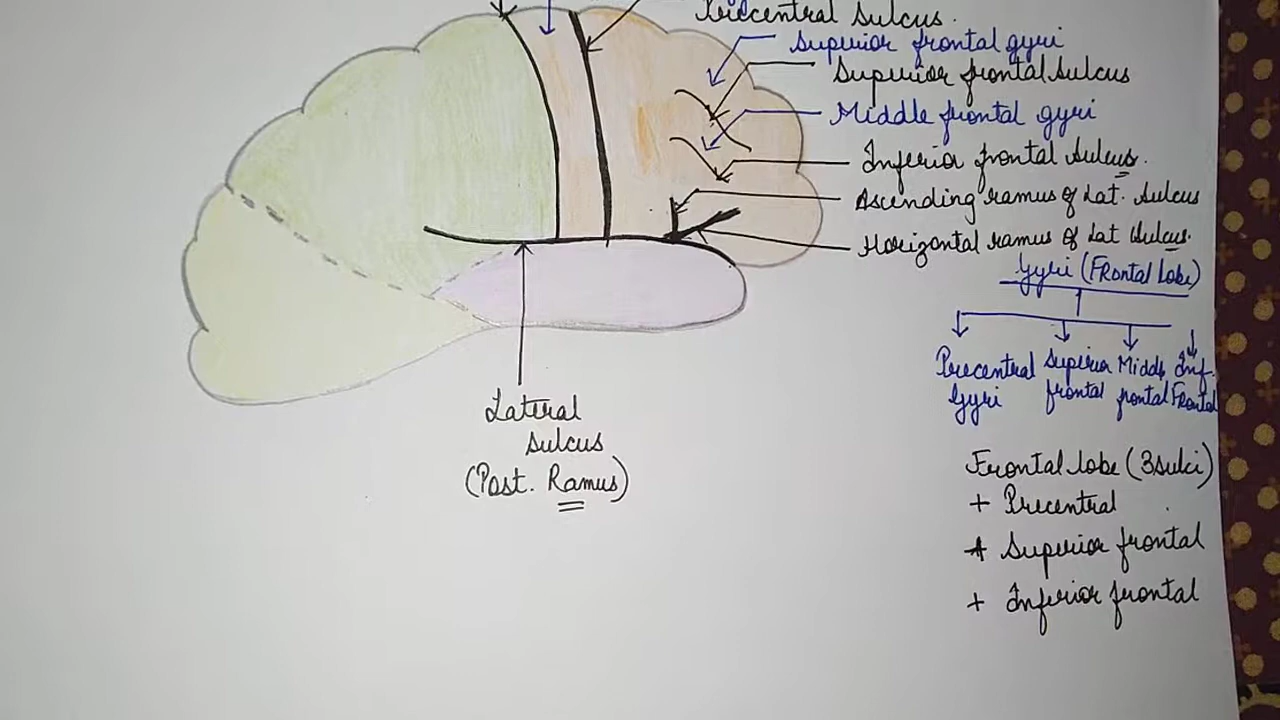 Precentral Sulcus.
Superior frontal gyri
Superior frontal sulcus
Middle frontal gyri
Inferior frontal sulcus.
Ascending ramus of Lat. Sulcus
Horizontal ramus of Lat Sulcus.
Gyri (Frontal Lobe)
Precentral Gyri
Superior frontal
Middle frontal
Inf. Frontal
Lateral
sulcus
(Post. Ramus)
Frontal lobe (3sulci)
+ Precentral
+ Superior frontal
+ Inferior frontal